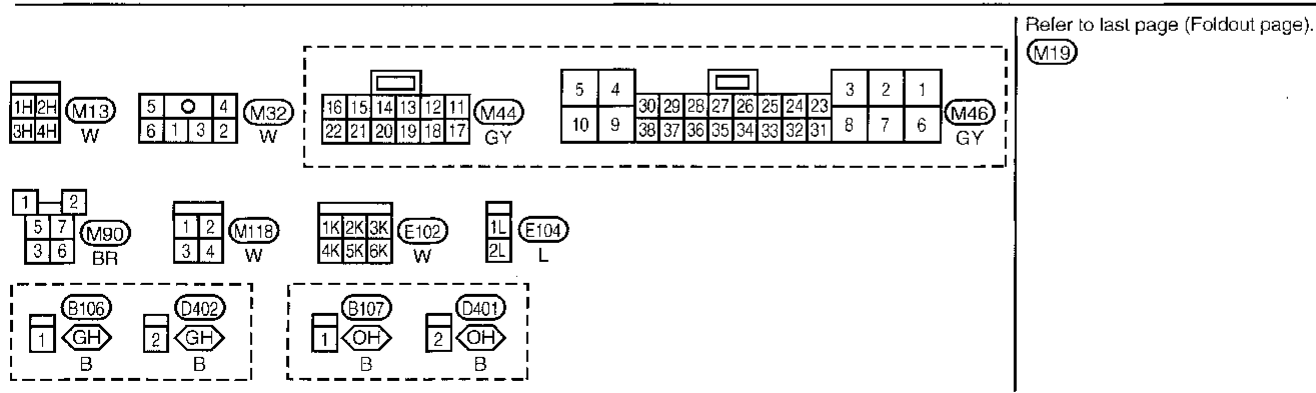 Refer to last page (Foldout page).
M19
1H 2H
3H 4H
M13
W
5 4
6 1 3 2
M32
W
16 15 14 13 12 11
22 21 20 19 18 17
M44
GY
5 4 30 29 28 27 26 25 24 23 3 2 1
10 9 38 37 36 35 34 33 32 31 8 7 6
M46
GY
1 2
5 7
3 6
M90
BR
1 2
3 4
M118
W
1K 2K 3K
4K 5K 6K
E102
W
1L
2L
E104
L
B106
1 GH
B
D402
2 GH
B
B107
1 OH
B
D401
2 OH
B